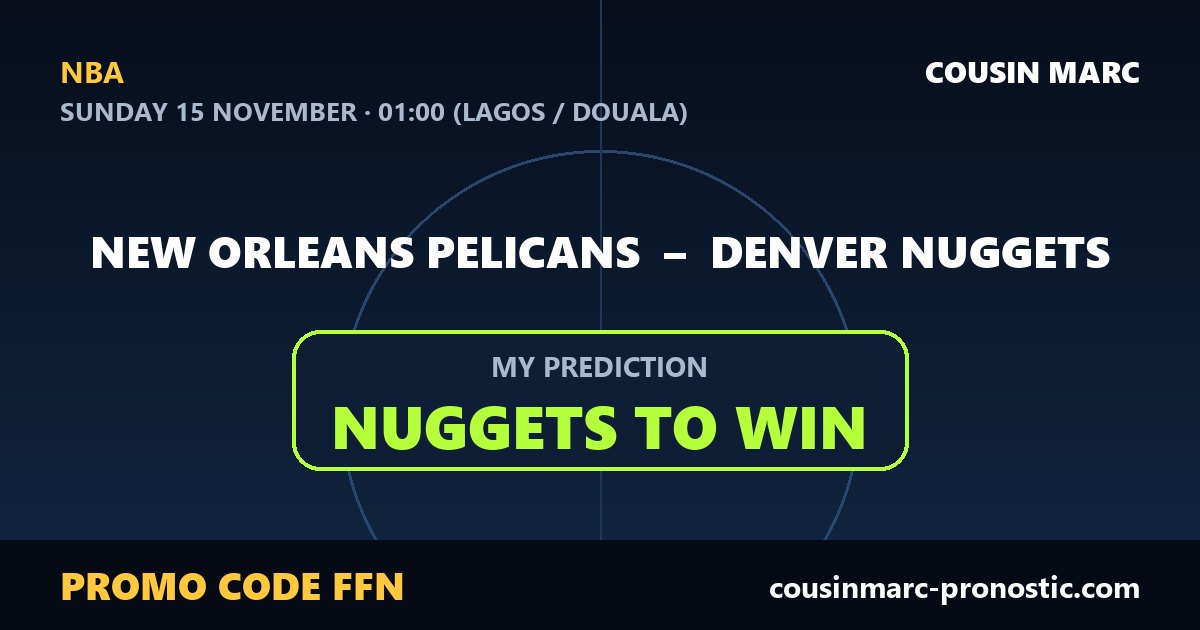 NBA
COUSIN MARC
SUNDAY 15 NOVEMBER · 01:00 (LAGOS / DOUALA)
NEW ORLEANS PELICANS – DENVER NUGGETS
MY PREDICTION
NUGGETS TO WIN
PROMO CODE FFN
cousinmarc-pronostic.com